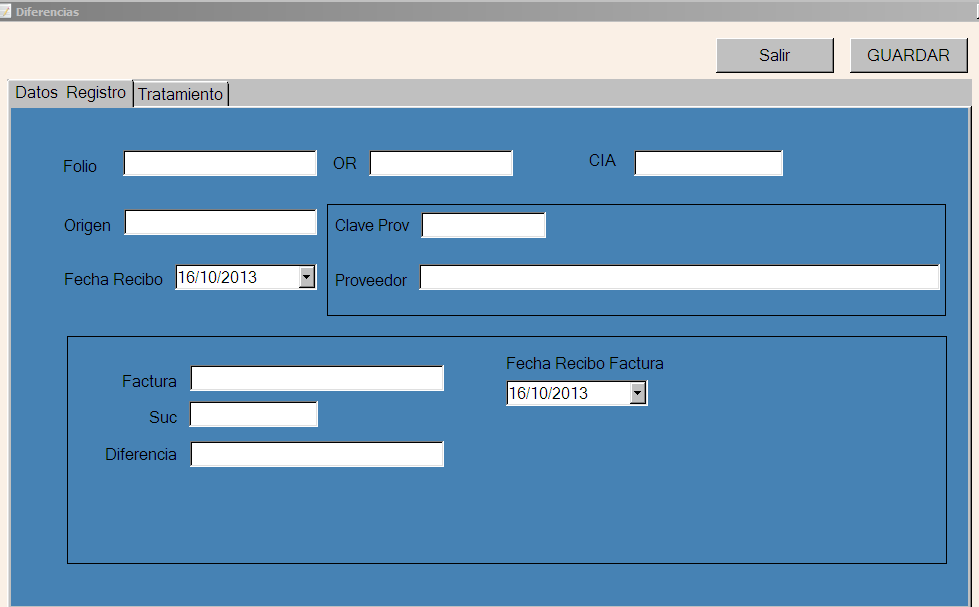 Diferencias
Salir GUARDAR
Datos Registro Tratamiento
Folio OR CIA
Origen Clave Prov
Fecha Recibo 16/10/2013 Proveedor
Fecha Recibo Factura
Factura 16/10/2013
Suc
Diferencia